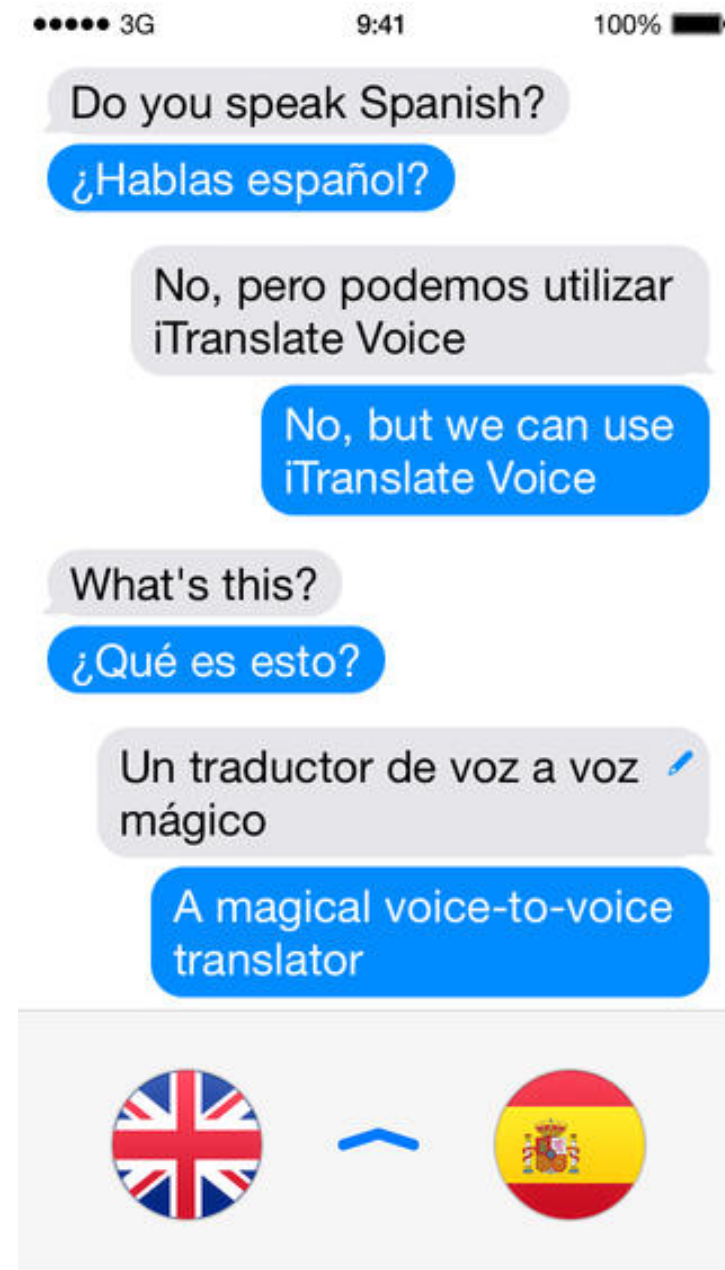 3G 9:41 100%
Do you speak Spanish?
¿Hablas español?
No, pero podemos utilizar
iTranslate Voice
No, but we can use
iTranslate Voice
What's this?
¿Qué es esto?
Un traductor de voz a voz
mágico
A magical voice-to-voice
translator